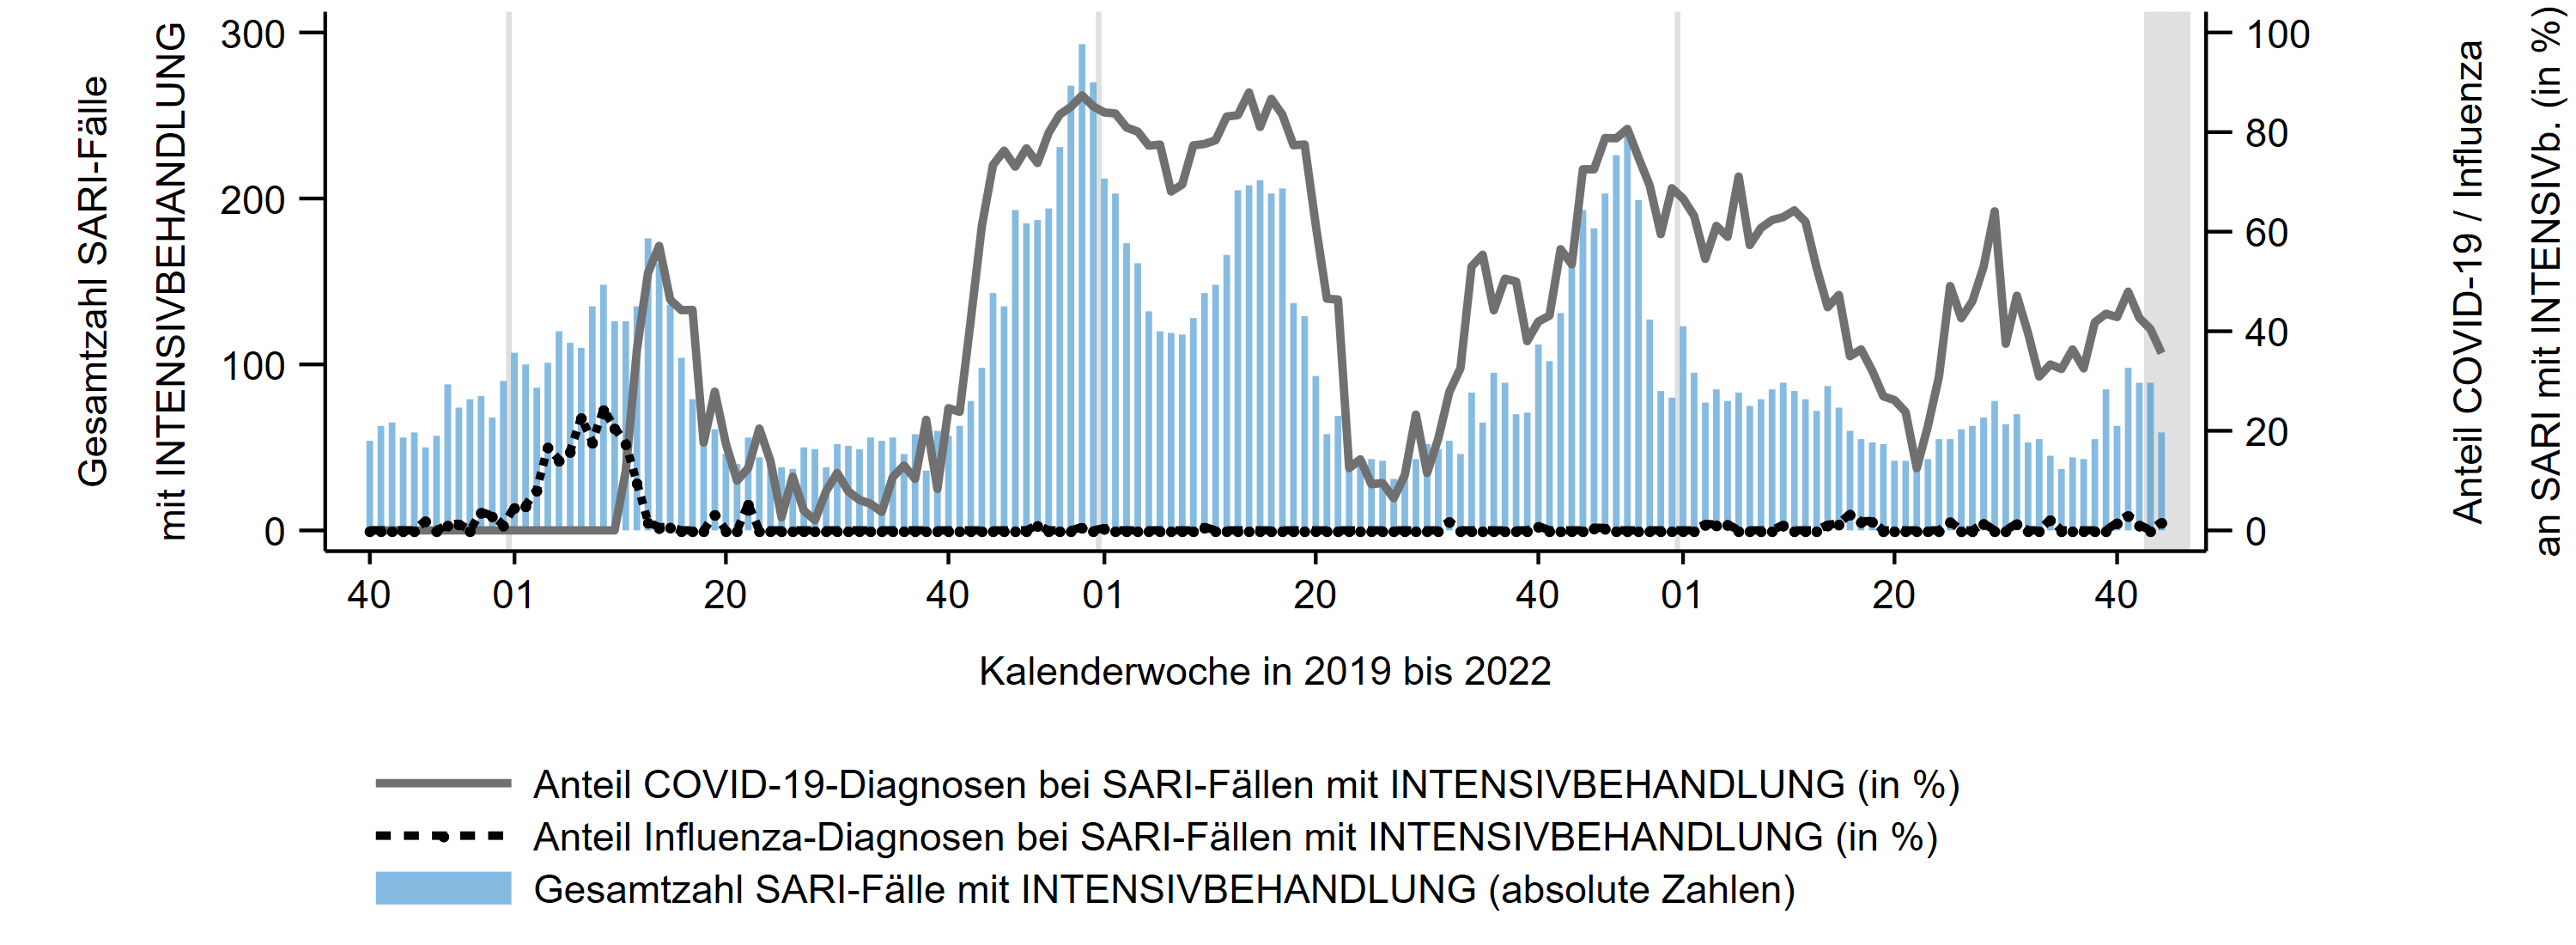 Gesamtzahl SARI-Fälle
mit INTENSIVBEHANDLUNG
300
200
100
0
100
80
60
40
20
0
Anteil COVID-19 / Influenza
an SARI mit INTENSIVb. (in %)
40 01 20 40 01 20 40 01 20 40
Kalenderwoche in 2019 bis 2022
Anteil COVID-19-Diagnosen bei SARI-Fällen mit INTENSIVBEHANDLUNG (in %)
Anteil Influenza-Diagnosen bei SARI-Fällen mit INTENSIVBEHANDLUNG (in %)
Gesamtzahl SARI-Fälle mit INTENSIVBEHANDLUNG (absolute Zahlen)